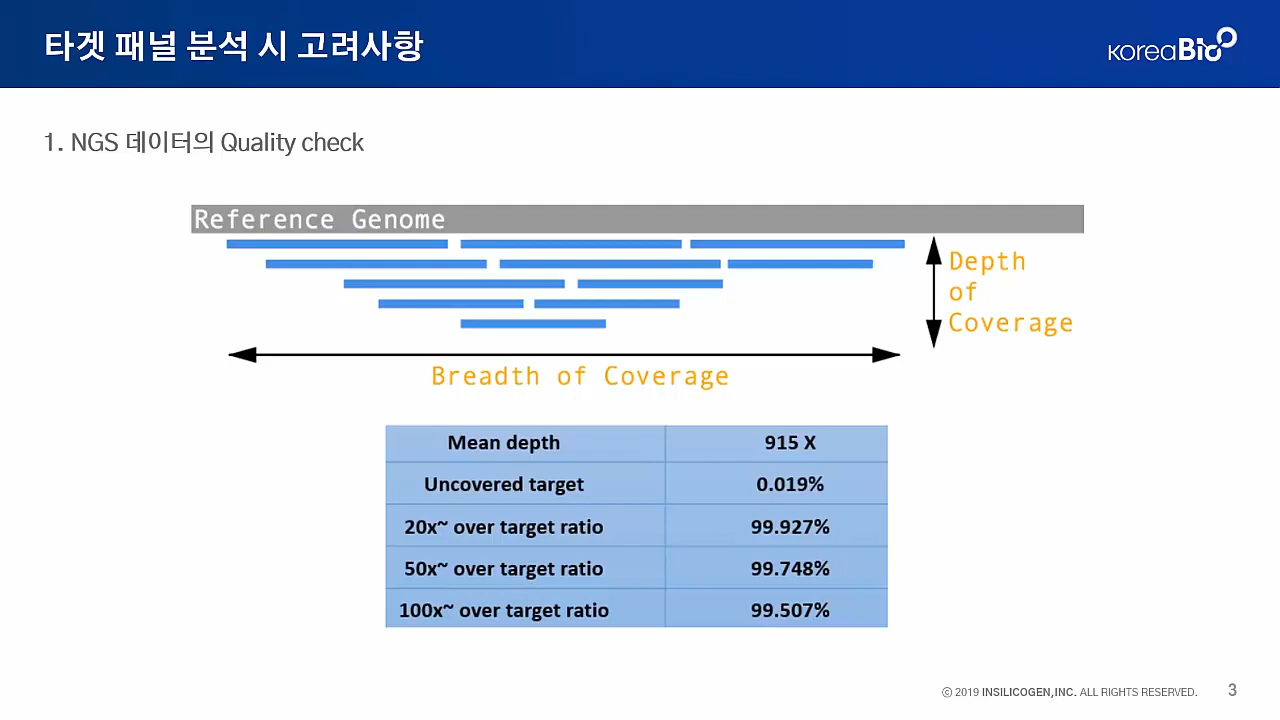 타겟 패널 분석 시 고려사항
koreaBio
1. NGS 데이터의 Quality check
Reference Genome
Depth
of
Coverage
Breadth of Coverage
Mean depth 915 X
Uncovered target 0.019%
20x~ over target ratio 99.927%
50x~ over target ratio 99.748%
100x~ over target ratio 99.507%
ⓒ 2019 INSILICOGEN,INC. ALL RIGHTS RESERVED. 3